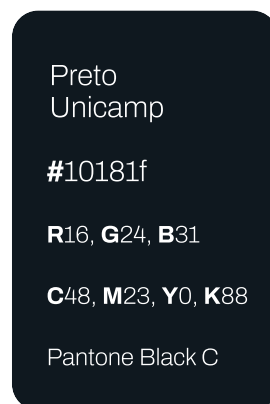 Preto
Unicamp
#10181f
R16, G24, B31
C48, M23, Y0, K88
Pantone Black C